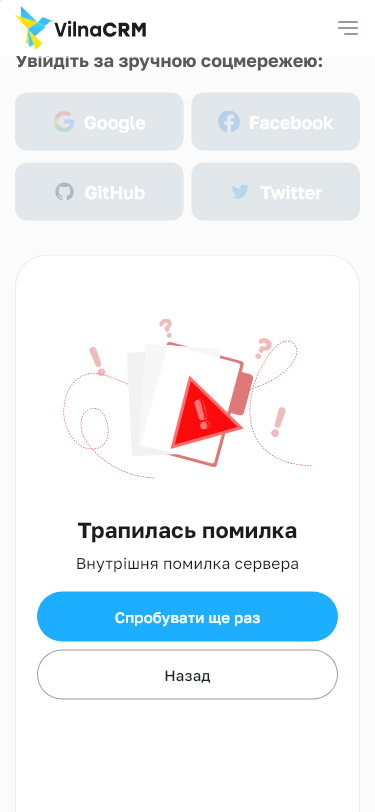 VilnaCRM
Увійдіть за зручною соцмережею:
Google
Facebook
GitHub
Twitter
? ?
! !
!
Трапилась помилка
Внутрішня помилка сервера
Спробувати ще раз
Назад